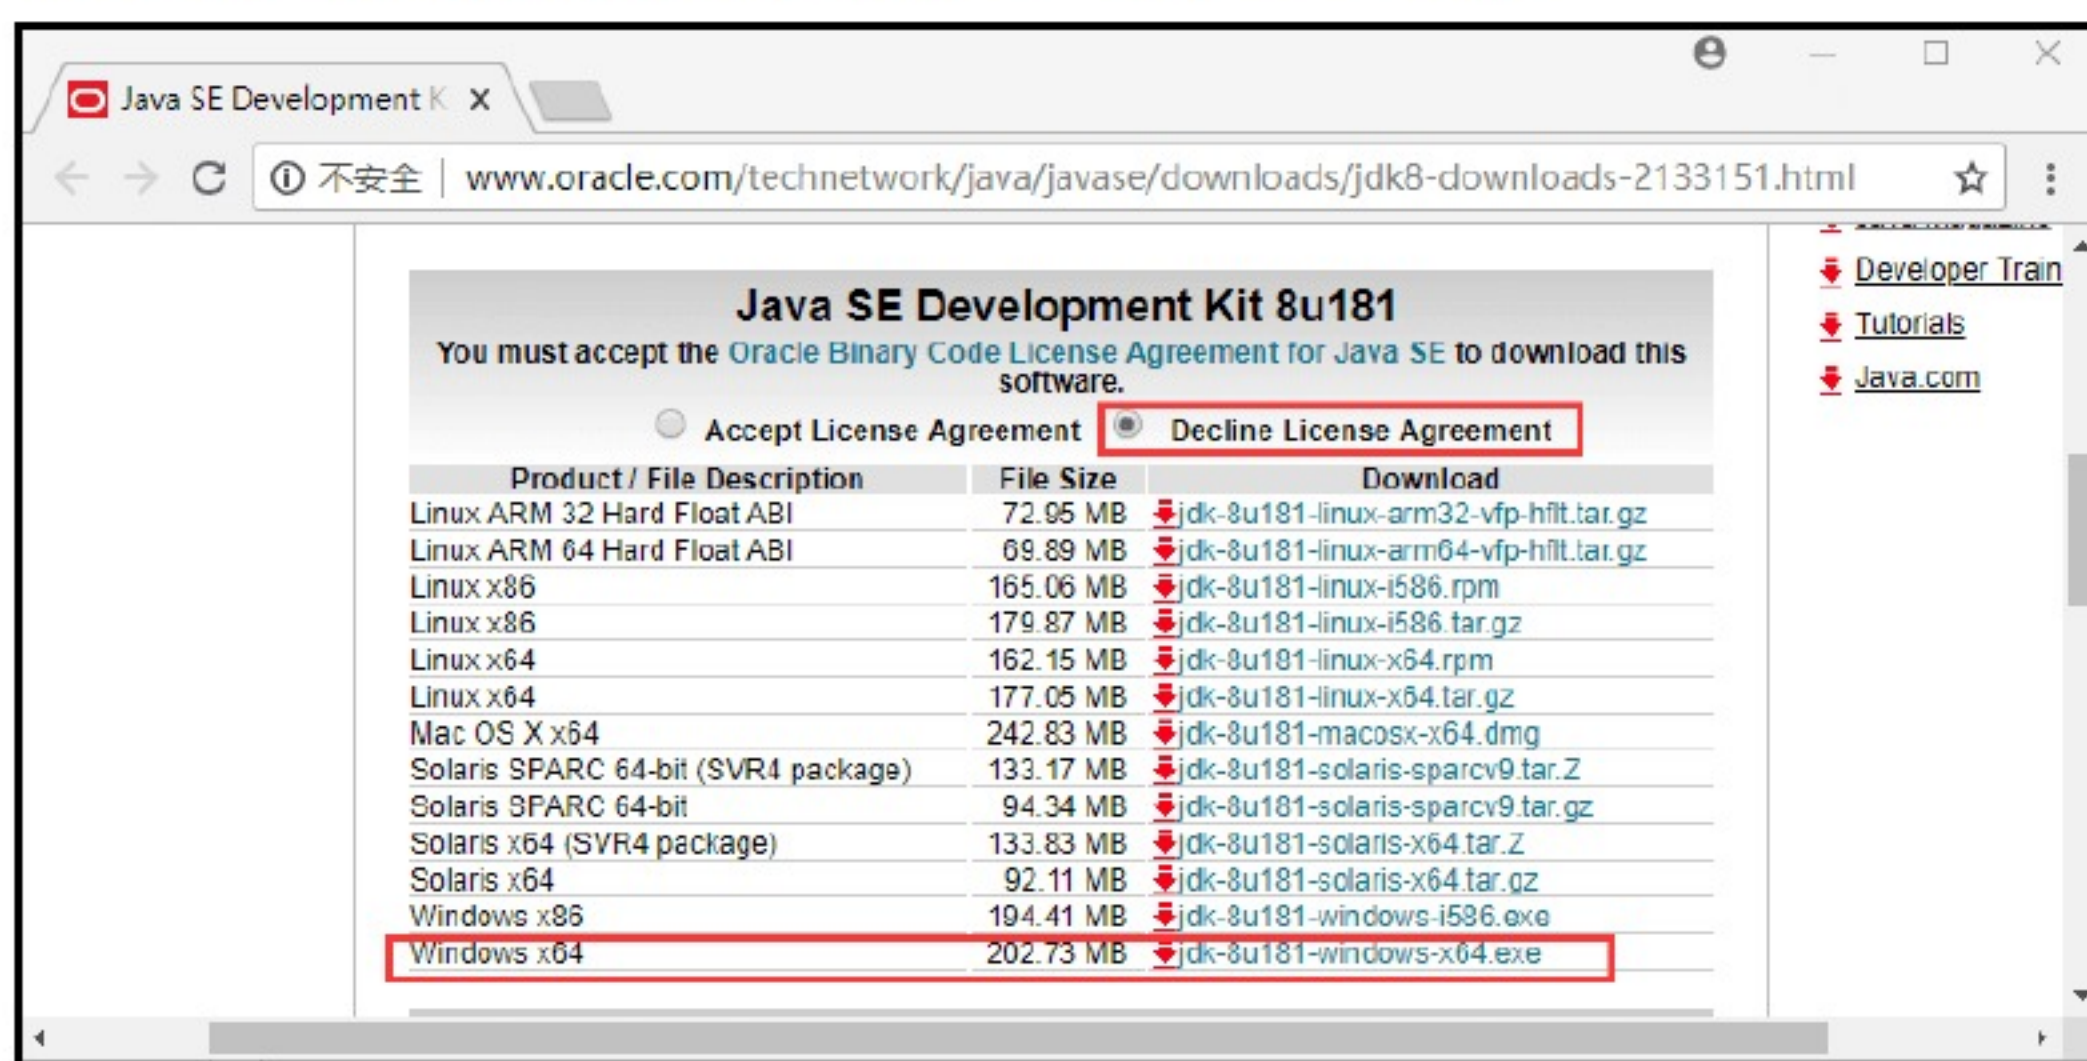 Java SE Development K
不安全 www.oracle.com/technetwork/java/javase/downloads/jdk8-downloads-2133151.html
Developer Train
Tutorials
Java.com
Java SE Development Kit 8u181
You must accept the Oracle Binary Code License Agreement for Java SE to download this
software.
Accept License Agreement Decline License Agreement
Product / File Description File Size Download
Linux ARM 32 Hard Float ABI 72.95 MB jdk-8u181-linux-arm32-vfp-hflt.tar.gz
Linux ARM 64 Hard Float ABI 69.89 MB jdk-8u181-linux-arm64-vfp-hflt.tar.gz
Linux x86 165.06 MB jdk-8u181-linux-i586.rpm
Linux x86 179.87 MB jdk-8u181-linux-i586.tar.gz
Linux x64 162.15 MB jdk-8u181-linux-x64.rpm
Linux x64 177.05 MB jdk-8u181-linux-x64.tar.gz
Mac OS X x64 242.83 MB jdk-8u181-macosx-x64.dmg
Solaris SPARC 64-bit (SVR4 package) 133.17 MB jdk-8u181-solaris-sparcv9.tar.Z
Solaris SPARC 64-bit 94.34 MB jdk-8u181-solaris-sparcv9.tar.gz
Solaris x64 (SVR4 package) 133.83 MB jdk-8u181-solaris-x64.tar.Z
Solaris x64 92.11 MB jdk-8u181-solaris-x64.tar.gz
Windows x86 194.41 MB jdk-8u181-windows-i586.exe
Windows x64 202.73 MB jdk-8u181-windows-x64.exe